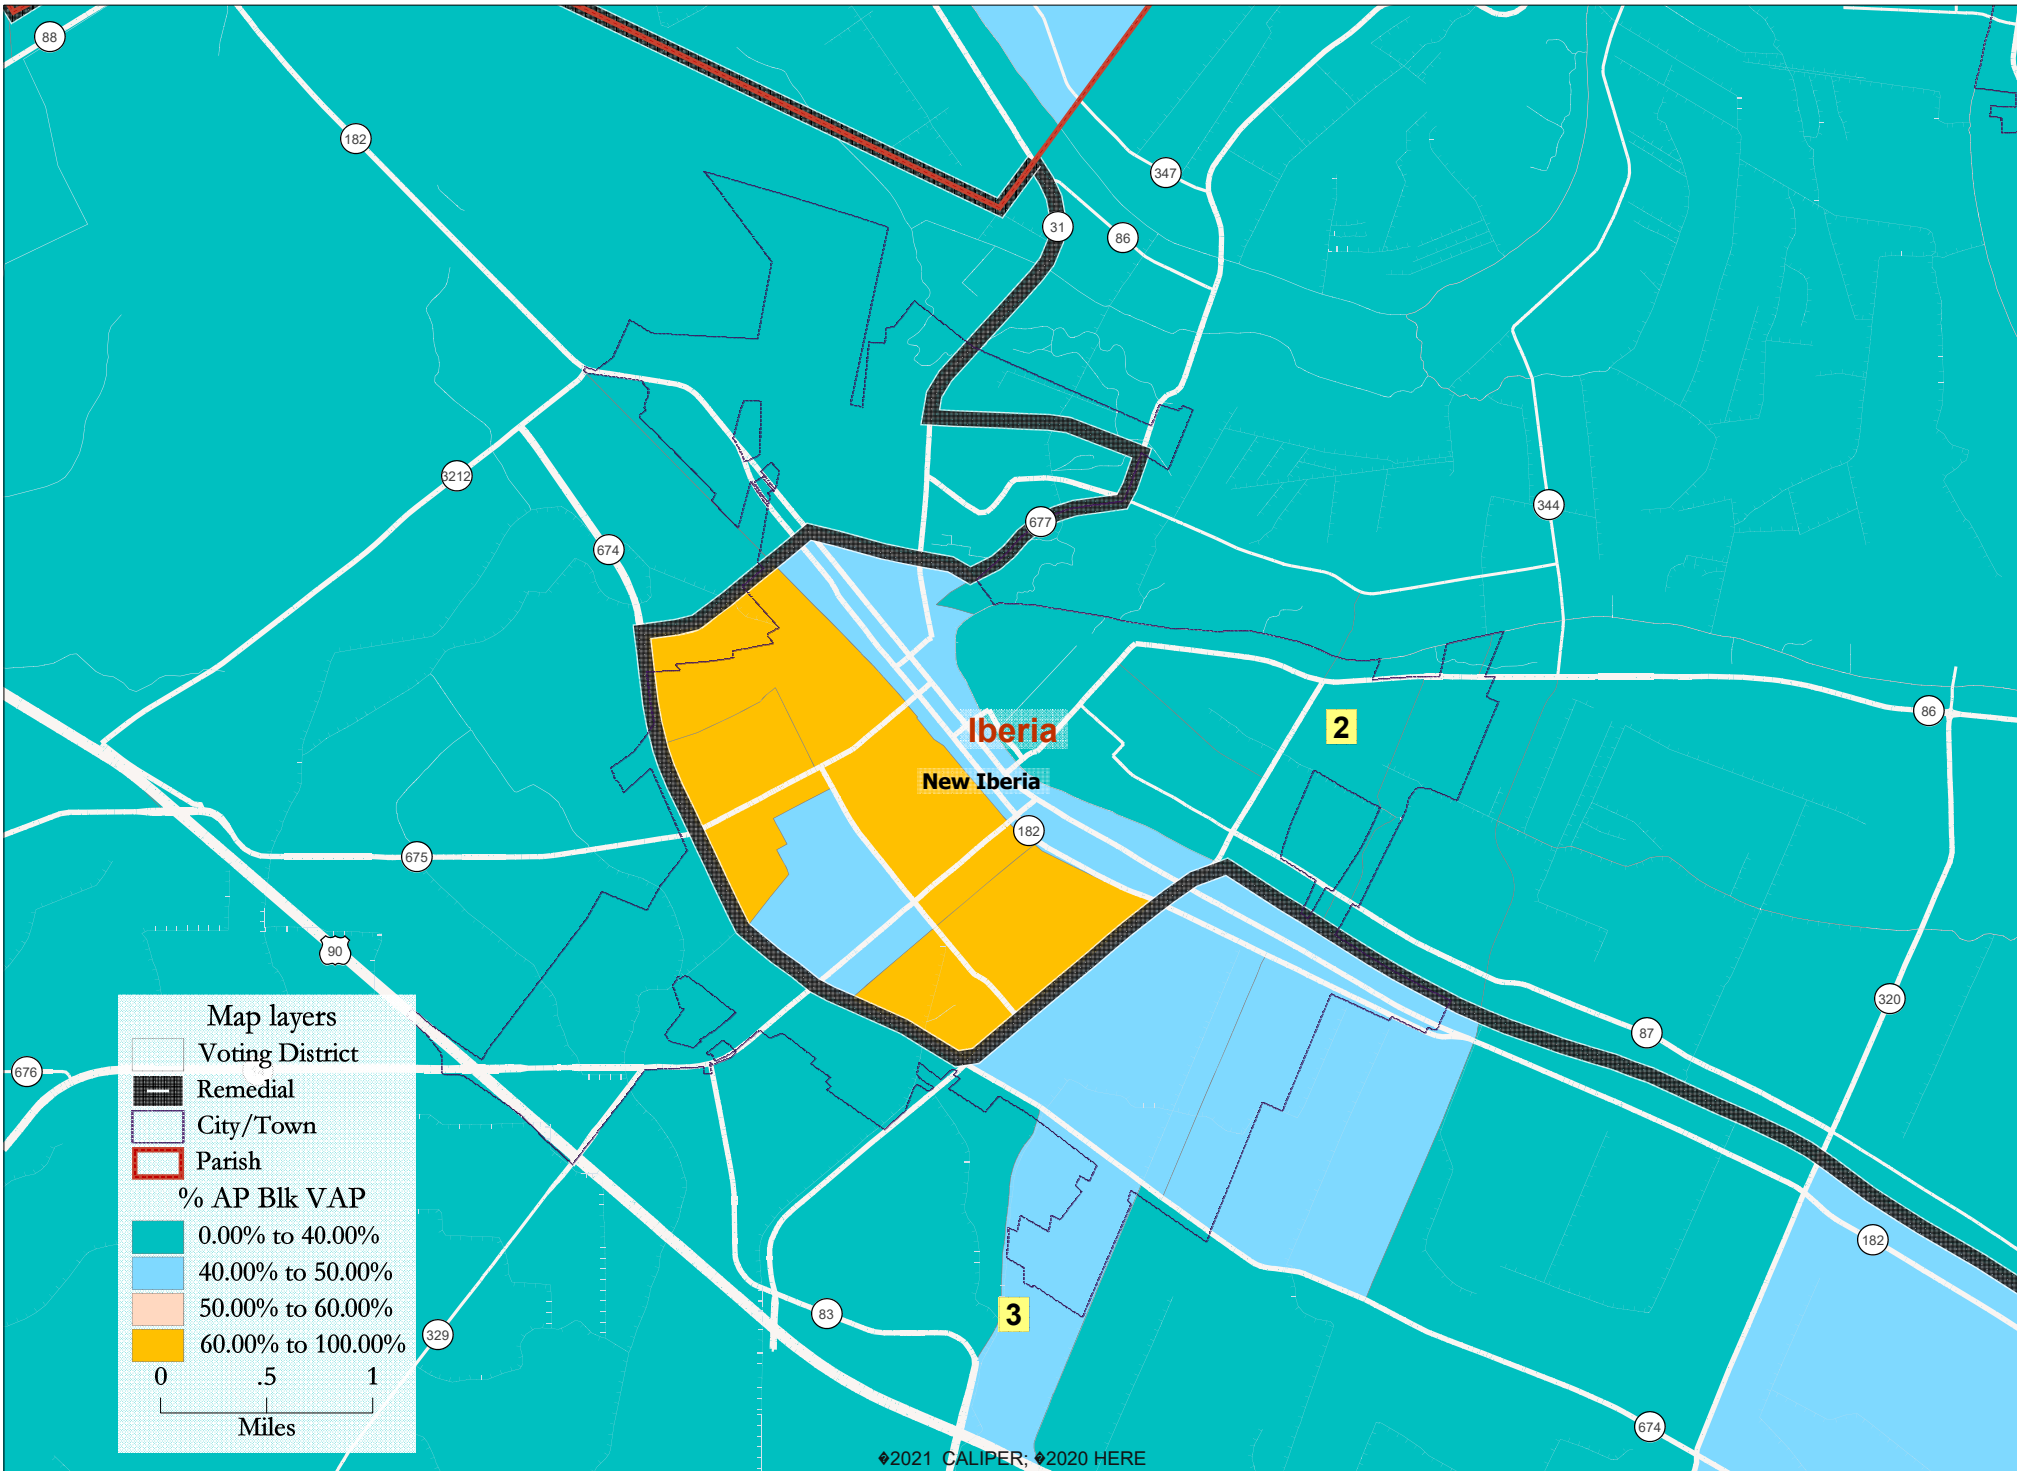 88
182
347
31
86
3212
344
677
674
Iberia
2
86
New Iberia
182
675
90
320
87
676
182
3
83
329
674
Map layers
Voting District
Remedial
City/Town
Parish
% AP Blk VAP
0.00% to 40.00%
40.00% to 50.00%
50.00% to 60.00%
60.00% to 100.00%
0 .5 1
Miles
�2021 CALIPER; �2020 HERE